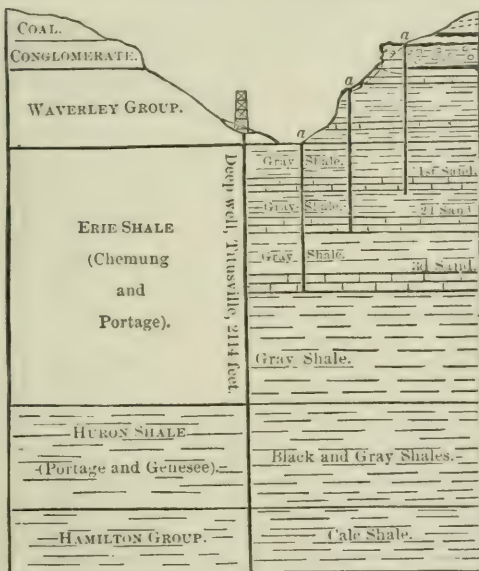 COAL.
CONGLOMERATE.
WAVERLEY GROUP.
ERIE SHALE
(Chemung
and
Portage).
HURON SHALE
(Portage and Genesee).
HAMILTON GROUP.
Deep well, Titusville, 2114 feet.
a
a
a
Gray Shale.
1st Sand.
Gray Shale.
2d Sand
Gray Shale.
3d Sand.
Gray Shale.
Black and Gray Shales.
Calc Shale.